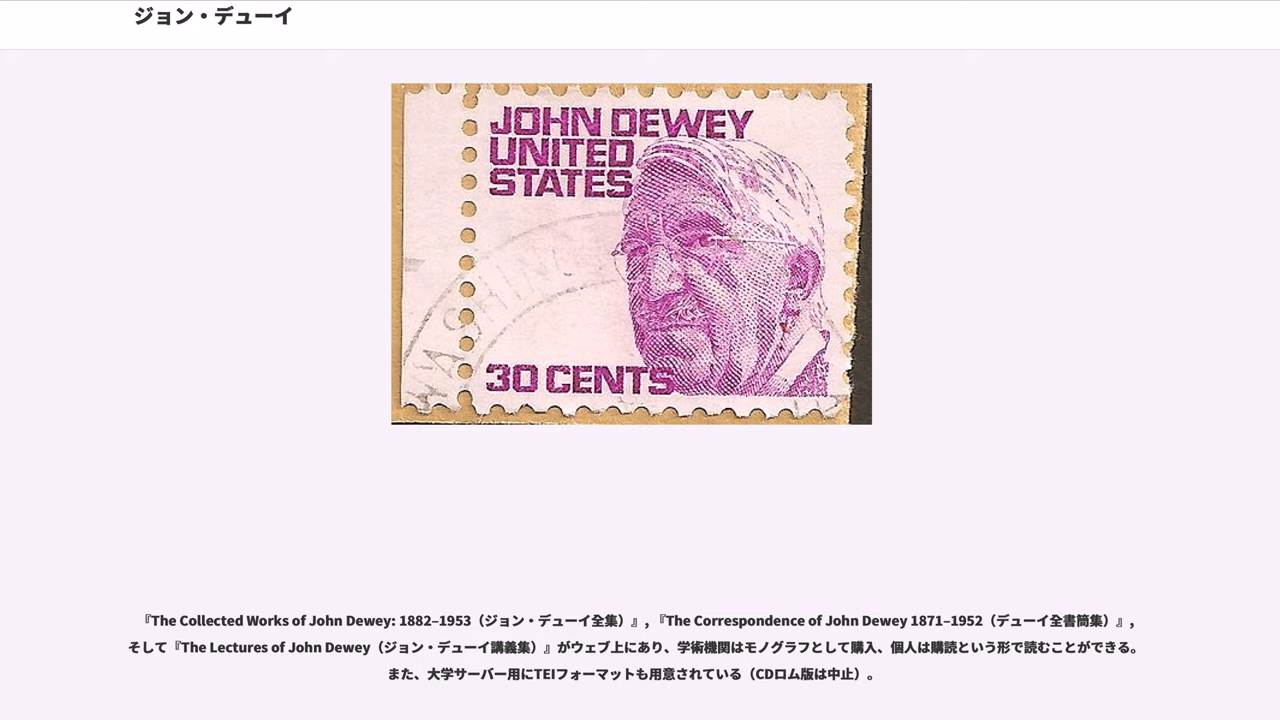 ジョン・デューイ
JOHN DEWEY
UNITED
STATES
WASHING
30 CENTS
『The Collected Works of John Dewey: 1882–1953（ジョン・デューイ全集）』, 『The Correspondence of John Dewey 1871–1952（デューイ全書簡集）』,
そして『The Lectures of John Dewey（ジョン・デューイ講義集）』がウェブ上にあり、学術機関はモノグラフとして購入、個人は購読という形で読むことができる。
また、大学サーバー用にTEIフォーマットも用意されている（CDロム版は中止）。